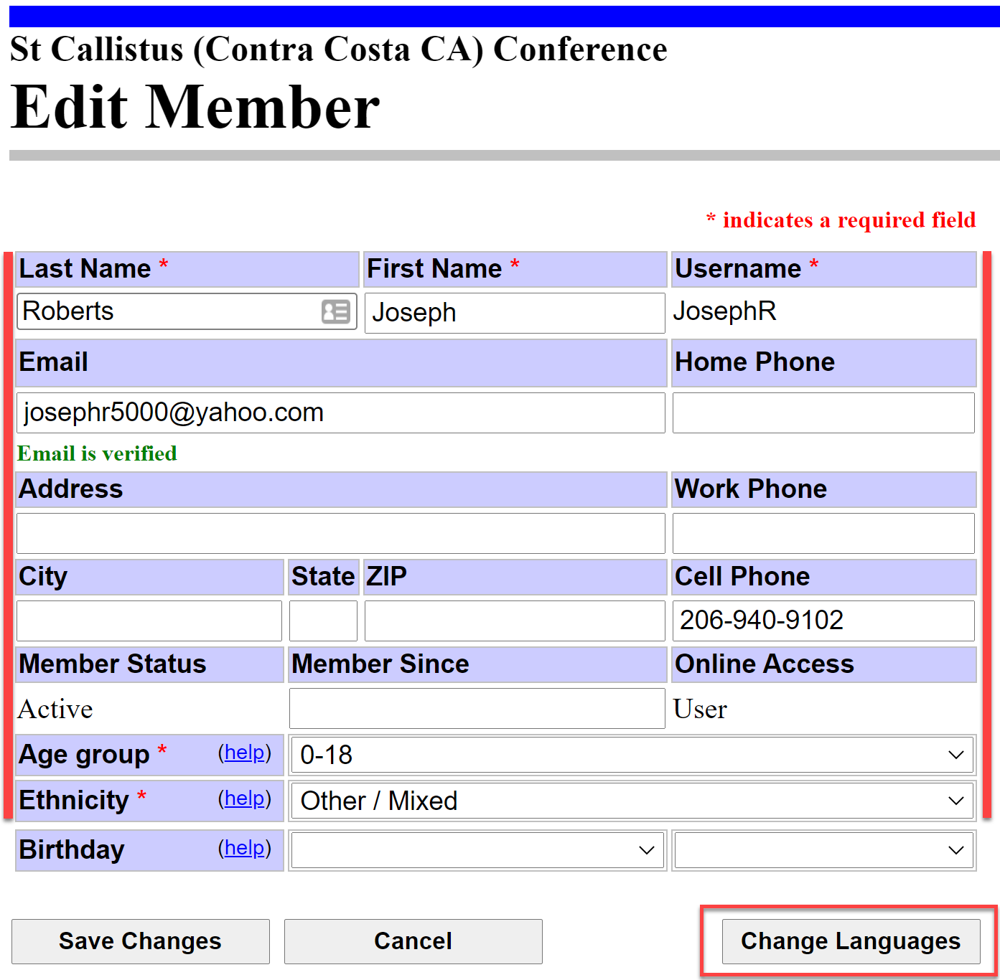 St Callistus (Contra Costa CA) Conference
Edit Member
* indicates a required field
Last Name * First Name * Username *
Roberts Joseph JosephR
Email Home Phone
josephr5000@yahoo.com
Email is verified
Address Work Phone
City State ZIP Cell Phone
206-940-9102
Member Status Member Since Online Access
Active User
Age group * (help) 0-18
Ethnicity * (help) Other / Mixed
Birthday (help)
Save Changes Cancel Change Languages